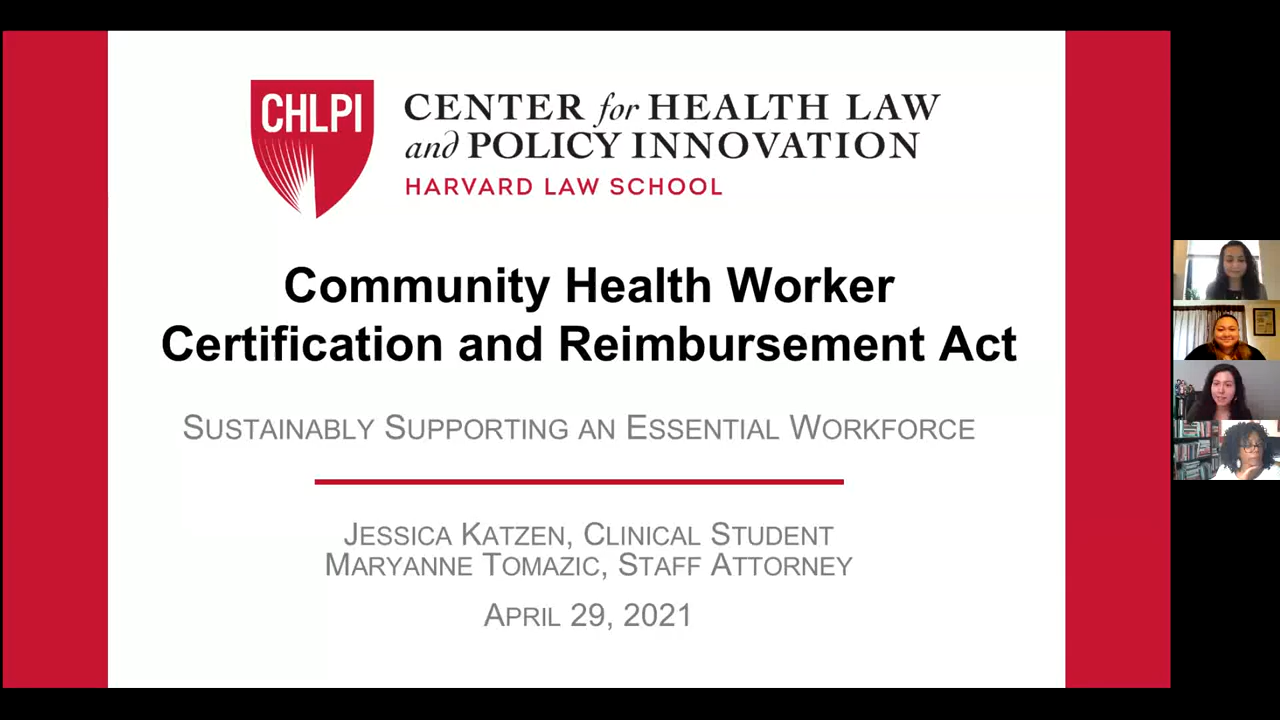 CHLPI
CENTER for HEALTH LAW
and POLICY INNOVATION
HARVARD LAW SCHOOL
Community Health Worker
Certification and Reimbursement Act
SUSTAINABLY SUPPORTING AN ESSENTIAL WORKFORCE
JESSICA KATZEN, CLINICAL STUDENT
MARYANNE TOMAZIC, STAFF ATTORNEY
APRIL 29, 2021